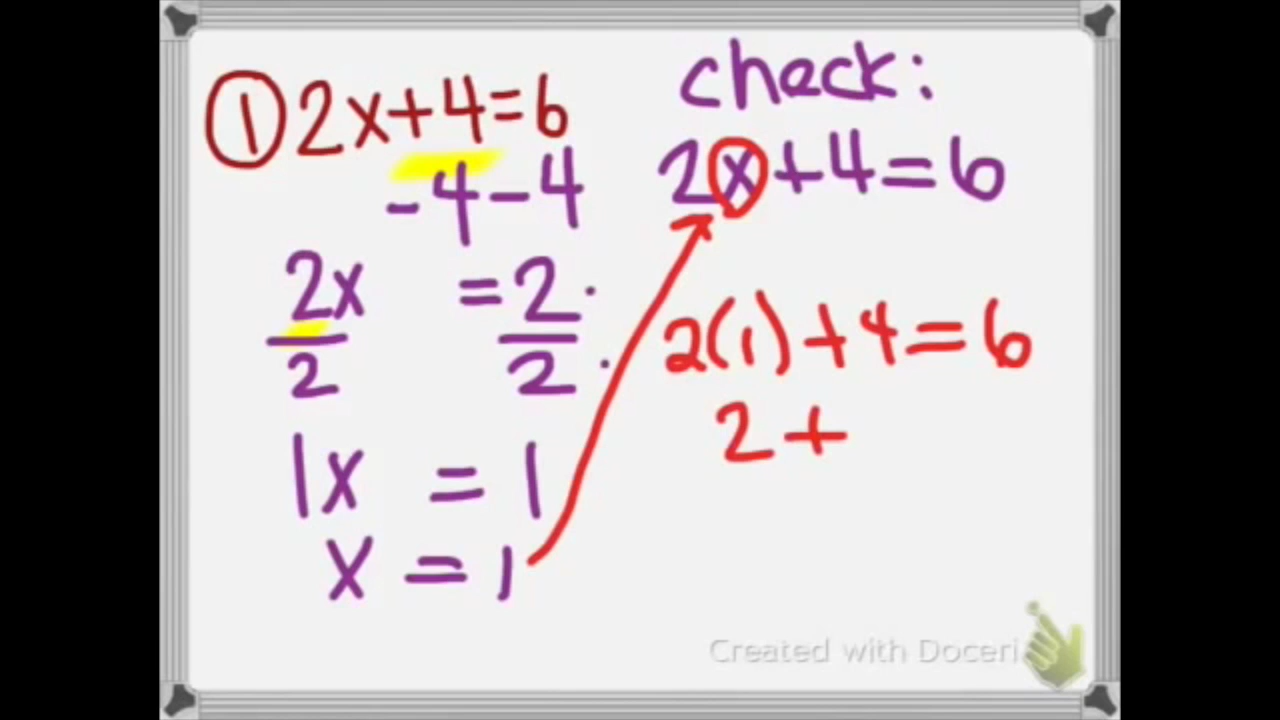 ① 2x+4=6
-4 -4
2x = 2
2 2
1x = 1
x = 1
check:
2x+4=6
2(1)+4=6
2+
Created with Doceri